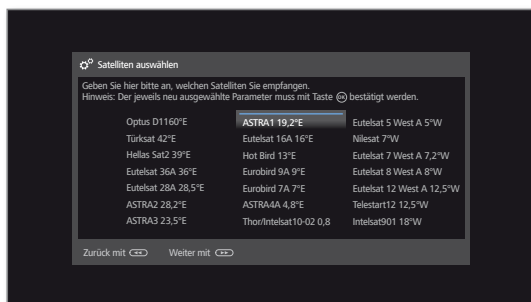 Satelliten auswählen
Geben Sie hier bitte an, welchen Satelliten Sie empfangen.
Hinweis: Der jeweils neu ausgewählte Parameter muss mit Taste OK bestätigt werden.
Optus D1160°E ASTRA1 19,2°E Eutelsat 5 West A 5°W
Türksat 42°E Eutelsat 16A 16°E Nilesat 7°W
Hellas Sat2 39°E Hot Bird 13°E Eutelsat 7 West A 7,2°W
Eutelsat 36A 36°E Eurobird 9A 9°E Eutelsat 8 West A 8°W
Eutelsat 28A 28,5°E Eurobird 7A 7°E Eutelsat 12 West A 12,5°W
ASTRA2 28,2°E ASTRA4A 4,8°E Telestart12 12,5°W
ASTRA3 23,5°E Thor/Intelsat10-02 0,8 Intelsat901 18°W
Zurück mit Weiter mit